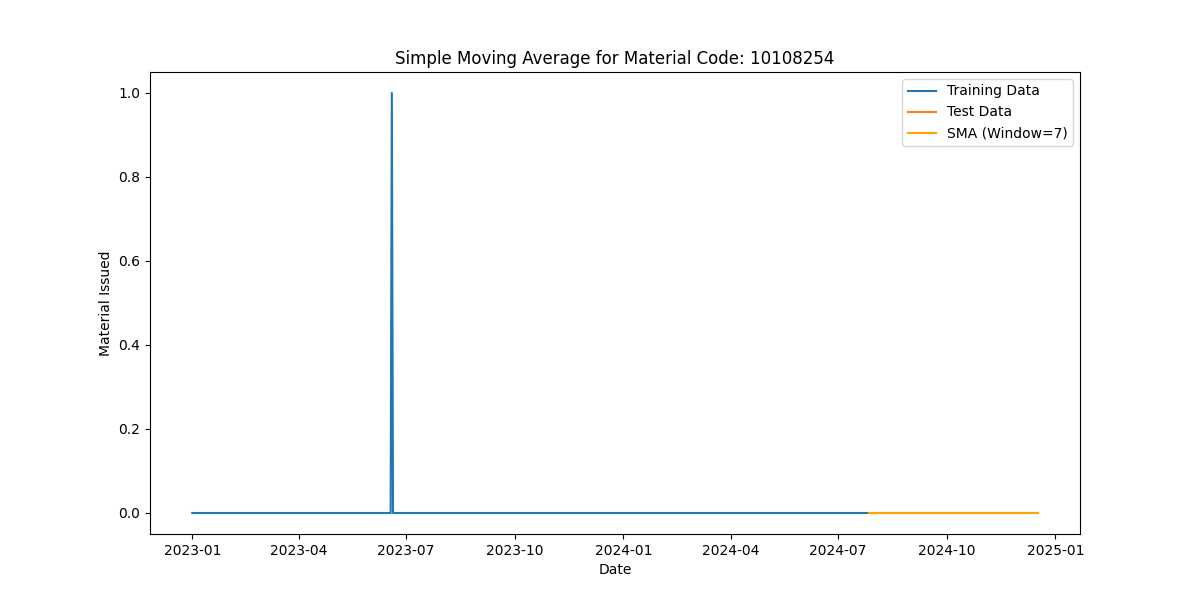 Simple Moving Average for Material Code: 10108254
Training Data
Test Data
SMA (Window=7)
Material Issued
1.0
0.8
0.6
0.4
0.2
0.0
2023-01 2023-04 2023-07 2023-10 2024-01 2024-04 2024-07 2024-10 2025-01
Date